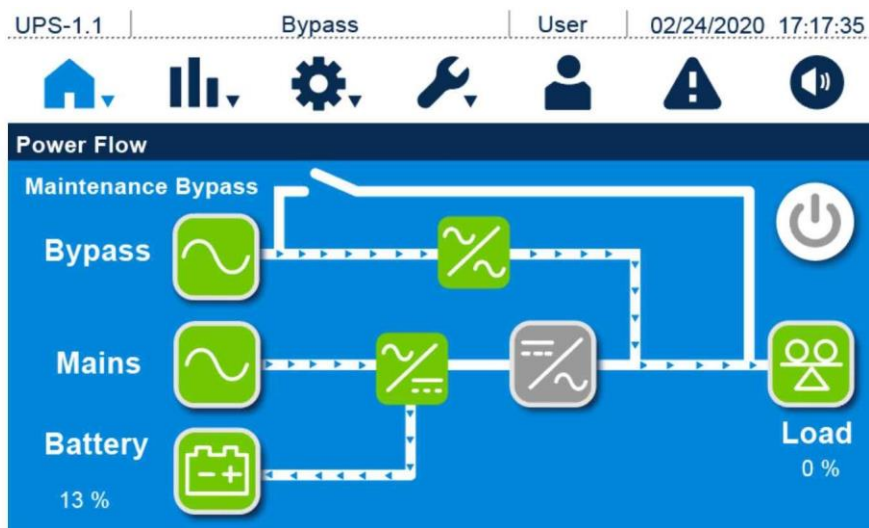 UPS-1.1 Bypass User 02/24/2020 17:17:35
Power Flow
Maintenance Bypass
Bypass
Mains
Battery
13 %
Load
0 %